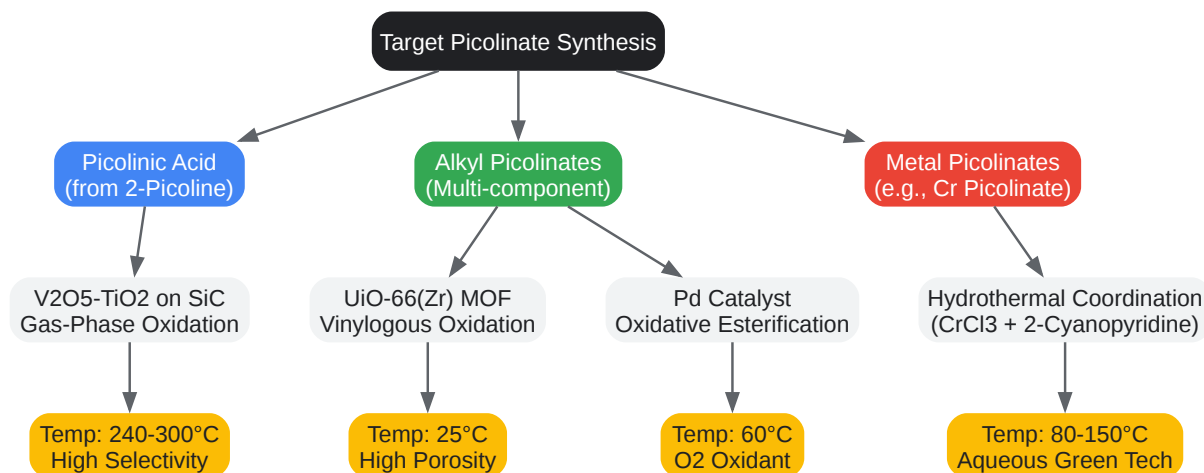 Target Picolinate Synthesis
Picolinic Acid
(from 2-Picoline)
Alkyl Picolinates
(Multi-component)
Metal Picolinates
(e.g., Cr Picolinate)
V2O5-TiO2 on SiC
Gas-Phase Oxidation
UiO-66(Zr) MOF
Vinylogous Oxidation
Pd Catalyst
Oxidative Esterification
Hydrothermal Coordination
(CrCl3 + 2-Cyanopyridine)
Temp: 240-300°C
High Selectivity
Temp: 25°C
High Porosity
Temp: 60°C
O2 Oxidant
Temp: 80-150°C
Aqueous Green Tech